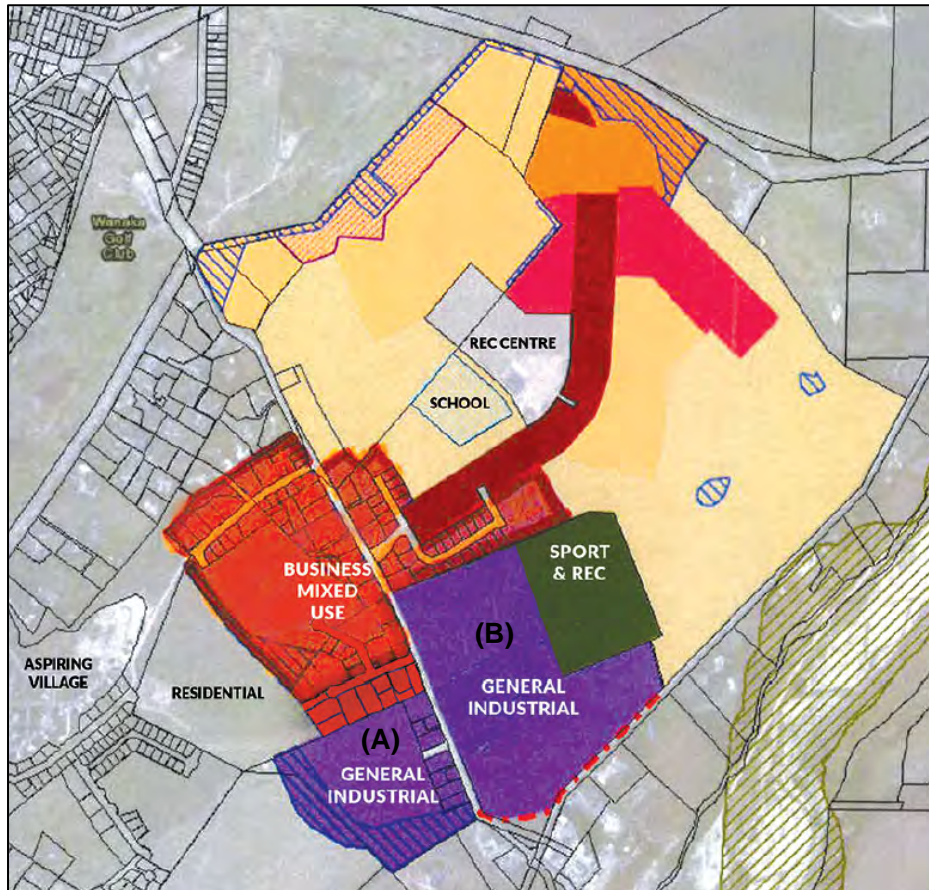 Wanaka
Golf
Club
REC CENTRE
SCHOOL
BUSINESS
MIXED
USE
SPORT
& REC
(B)
GENERAL
INDUSTRIAL
ASPIRING
VILLAGE
RESIDENTIAL
(A)
GENERAL
INDUSTRIAL